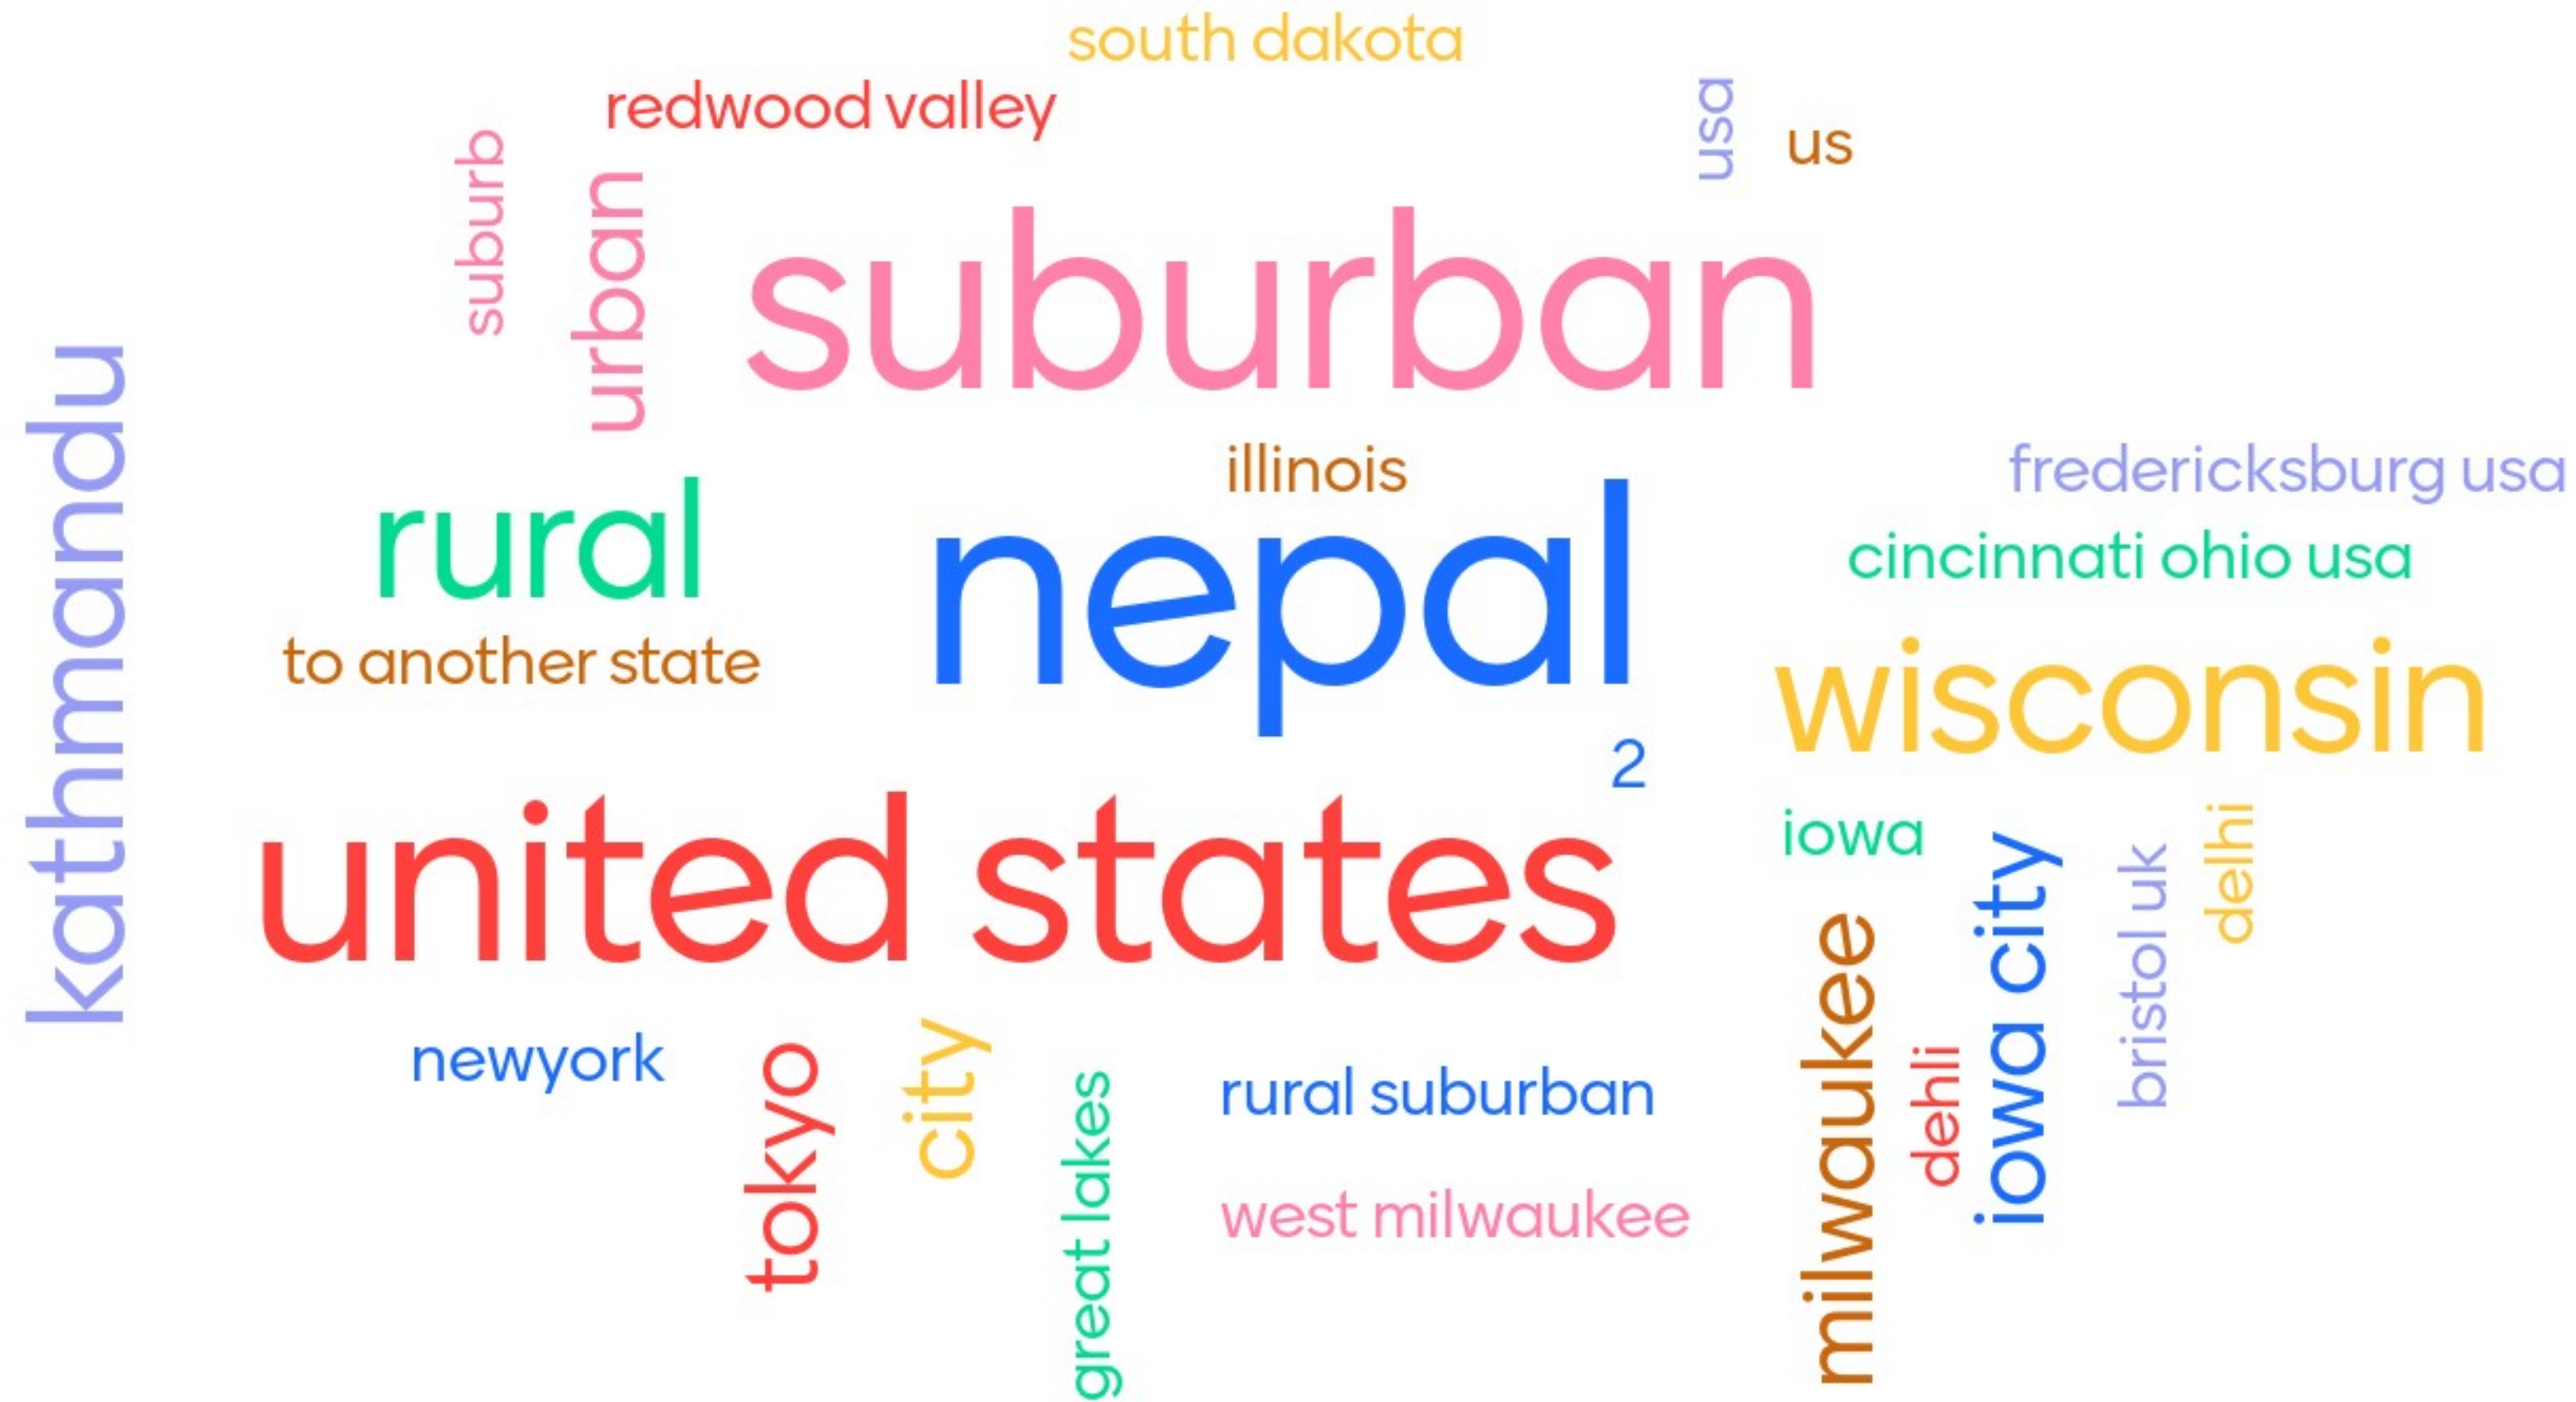 south dakota
redwood valley
usa
us
suburb
urban
suburban
kathmandu
illinois
fredericksburg usa
rural
nepal
cincinnati ohio usa
to another state
wisconsin
2
united states
iowa
delhi
iowa city
bristol uk
milwaukee
dehli
newyork
tokyo
city
great lakes
rural suburban
west milwaukee